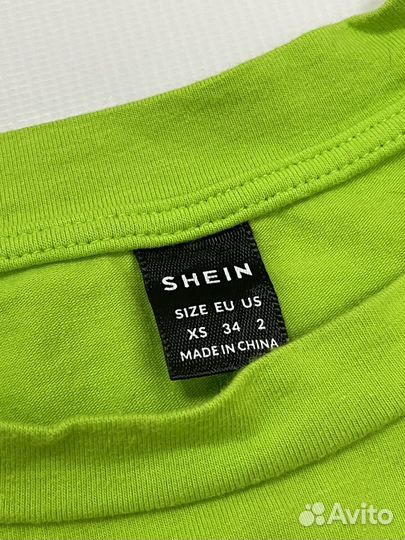 SHEIN
SIZE EU US
XS 34 2
MADE IN CHINA
Avito